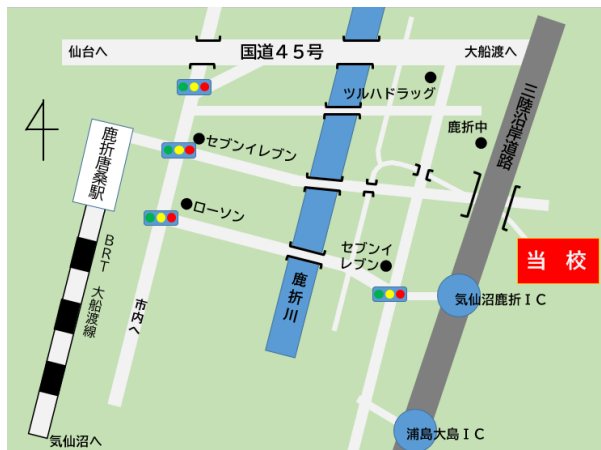 仙台へ
国道４５号
大船渡へ
ツルハドラッグ
鹿折中
三陸沿岸道路
セブンイレブン
鹿折唐桑駅
ローソン
セブンイ
レブン
当　校
ＢＲＴ　大船渡線
市内へ
鹿折川
気仙沼鹿折ＩＣ
浦島大島ＩＣ
気仙沼へ